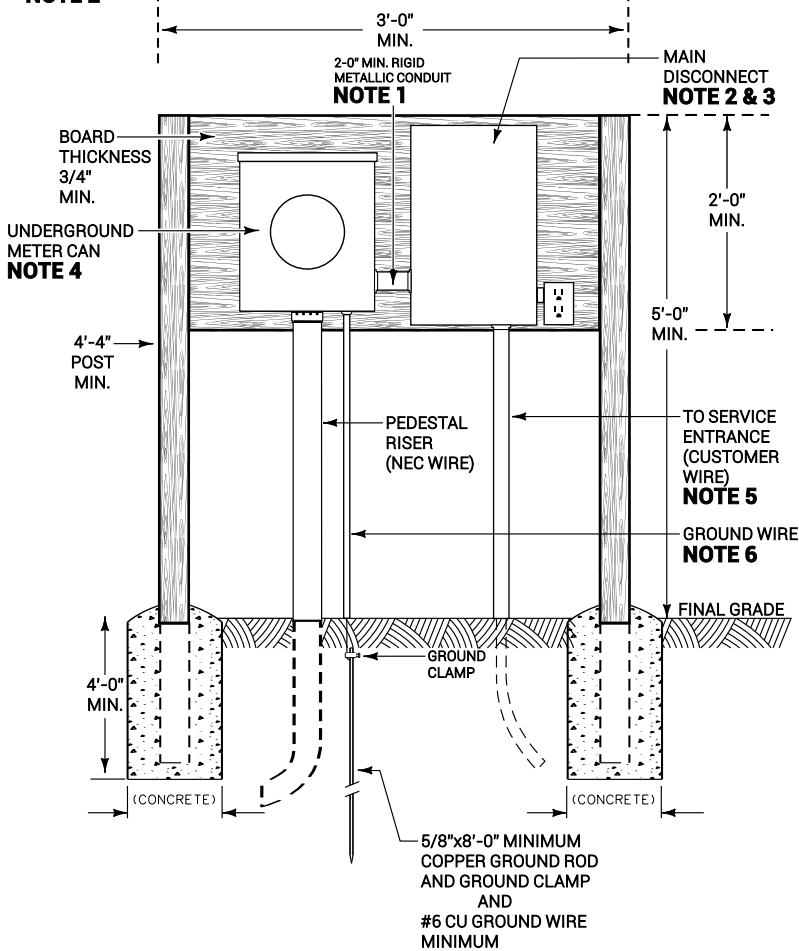 NOTE 2
3'-0"
MIN.
2-0" MIN. RIGID
METALLIC CONDUIT
NOTE 1
MAIN
DISCONNECT
NOTE 2 & 3
BOARD
THICKNESS
3/4"
MIN.
2'-0"
MIN.
UNDERGROUND
METER CAN
NOTE 4
5'-0"
MIN.
4'-4"
POST
MIN.
PEDESTAL
RISER
(NEC WIRE)
TO SERVICE
ENTRANCE
(CUSTOMER
WIRE)
NOTE 5
GROUND WIRE
NOTE 6
FINAL GRADE
GROUND
CLAMP
4'-0"
MIN.
(CONCRETE)
(CONCRETE)
5/8"x8'-0" MINIMUM
COPPER GROUND ROD
AND GROUND CLAMP
AND
#6 CU GROUND WIRE
MINIMUM